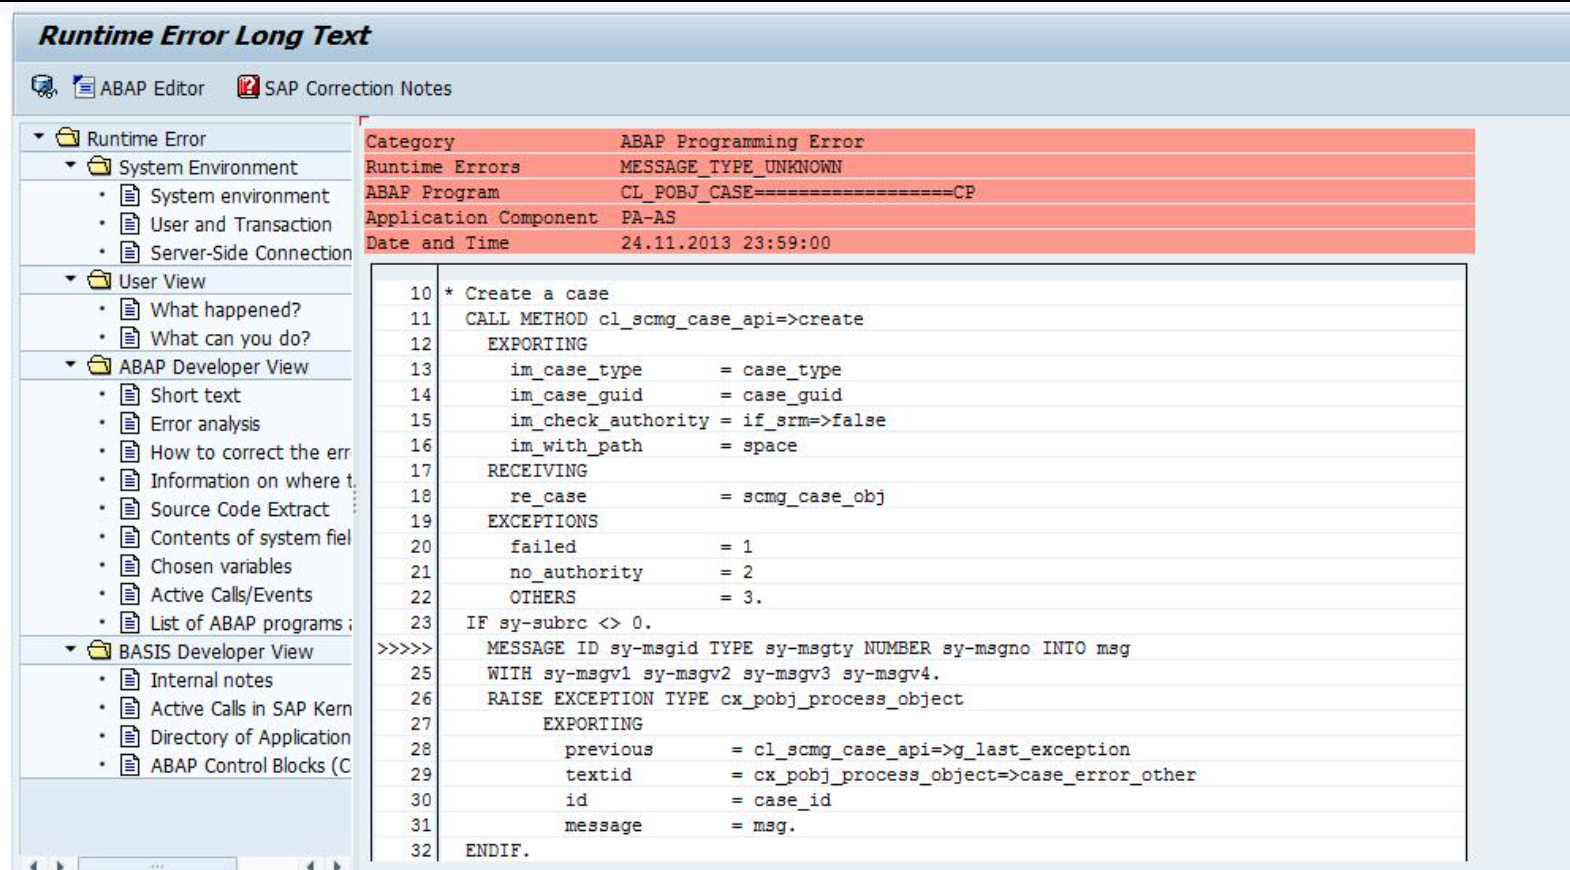 Runtime Error Long Text
ABAP Editor SAP Correction Notes
Runtime Error
System Environment
System environment
User and Transaction
Server-Side Connection
User View
What happened?
What can you do?
ABAP Developer View
Short text
Error analysis
How to correct the err
Information on where t
Source Code Extract
Contents of system fiel
Chosen variables
Active Calls/Events
List of ABAP programs a
BASIS Developer View
Internal notes
Active Calls in SAP Kern
Directory of Application
ABAP Control Blocks (C
Category ABAP Programming Error
Runtime Errors MESSAGE_TYPE_UNKNOWN
ABAP Program CL_POBJ_CASE==================CP
Application Component PA-AS
Date and Time 24.11.2013 23:59:00
10 * Create a case
11 CALL METHOD cl_scmg_case_api=>create
12 EXPORTING
13 im_case_type = case_type
14 im_case_guid = case_guid
15 im_check_authority = if_srm=>false
16 im_with_path = space
17 RECEIVING
18 re_case = scmg_case_obj
19 EXCEPTIONS
20 failed = 1
21 no_authority = 2
22 OTHERS = 3.
23 IF sy-subrc <> 0.
>>>>> MESSAGE ID sy-msgid TYPE sy-msgty NUMBER sy-msgno INTO msg
25 WITH sy-msgv1 sy-msgv2 sy-msgv3 sy-msgv4.
26 RAISE EXCEPTION TYPE cx_pobj_process_object
27 EXPORTING
28 previous = cl_scmg_case_api=>g_last_exception
29 textid = cx_pobj_process_object=>case_error_other
30 id = case_id
31 message = msg.
32 ENDIF.